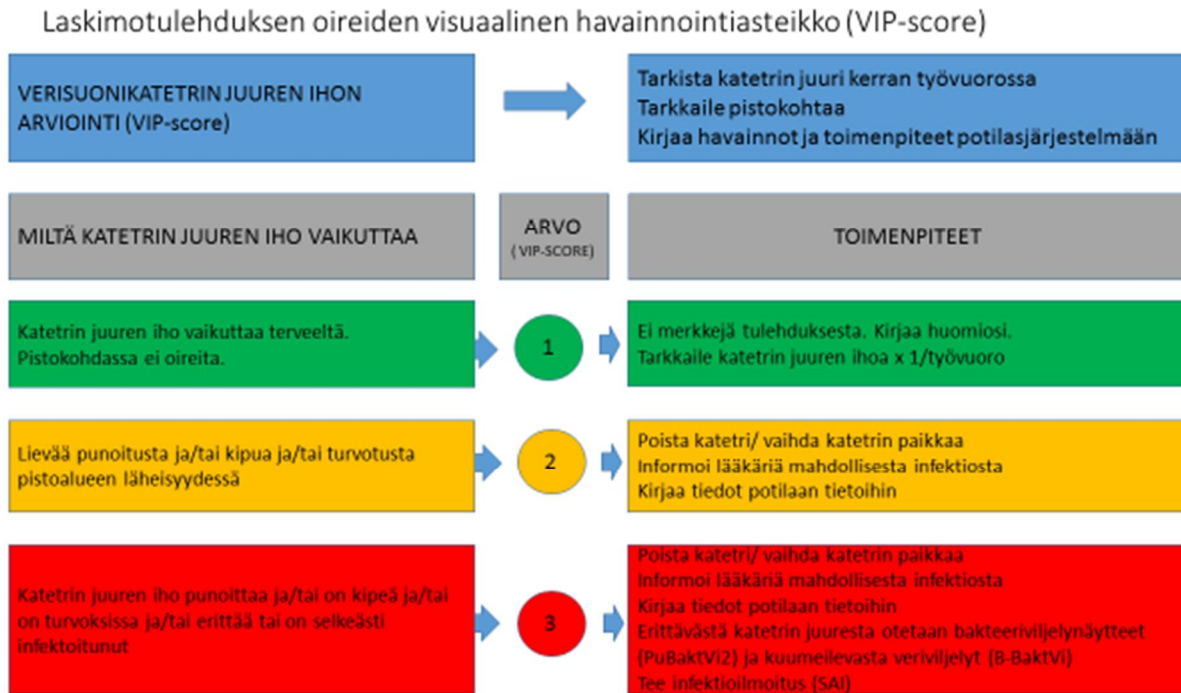 Laskimotulehduksen oireiden visuaalinen havainnointiasteikko (VIP-score)
VERISUONIKATETRIN JUUREN IHON
ARVIOINTI (VIP-score)
Tarkista katetrin juuri kerran työvuorossa
Tarkkaile pistokohtaa
Kirjaa havainnot ja toimenpiteet potilasjärjestelmään
MILTÄ KATETRIN JUUREN IHO VAIKUTTAA
ARVO
( VIP-SCORE)
TOIMENPITEET
Katetrin juuren iho vaikuttaa terveeltä.
Pistokohdassa ei oireita.
1
Ei merkkejä tulehduksesta. Kirjaa huomiosi.
Tarkkaile katetrin juuren ihoa x 1/työvuoro
Lievää punoitusta ja/tai kipua ja/tai turvotusta
pistoalueen läheisyydessä
2
Poista katetri/ vaihda katetrin paikkaa
Informoi lääkäriä mahdollisesta infektiosta
Kirjaa tiedot potilaan tietoihin
Katetrin juuren iho punoittaa ja/tai on kipeä ja/tai
on turvoksissa ja/tai erittää tai on selkeästi
infektoitunut
3
Poista katetri/ vaihda katetrin paikkaa
Informoi lääkäriä mahdollisesta infektiosta
Kirjaa tiedot potilaan tietoihin
Erittävästä katetrin juuresta otetaan bakteeriviljelynäytteet
(PuBaktVi2) ja kuumeilevasta veriviljelyt (B-BaktVi)
Tee infektioilmoitus (SAI)